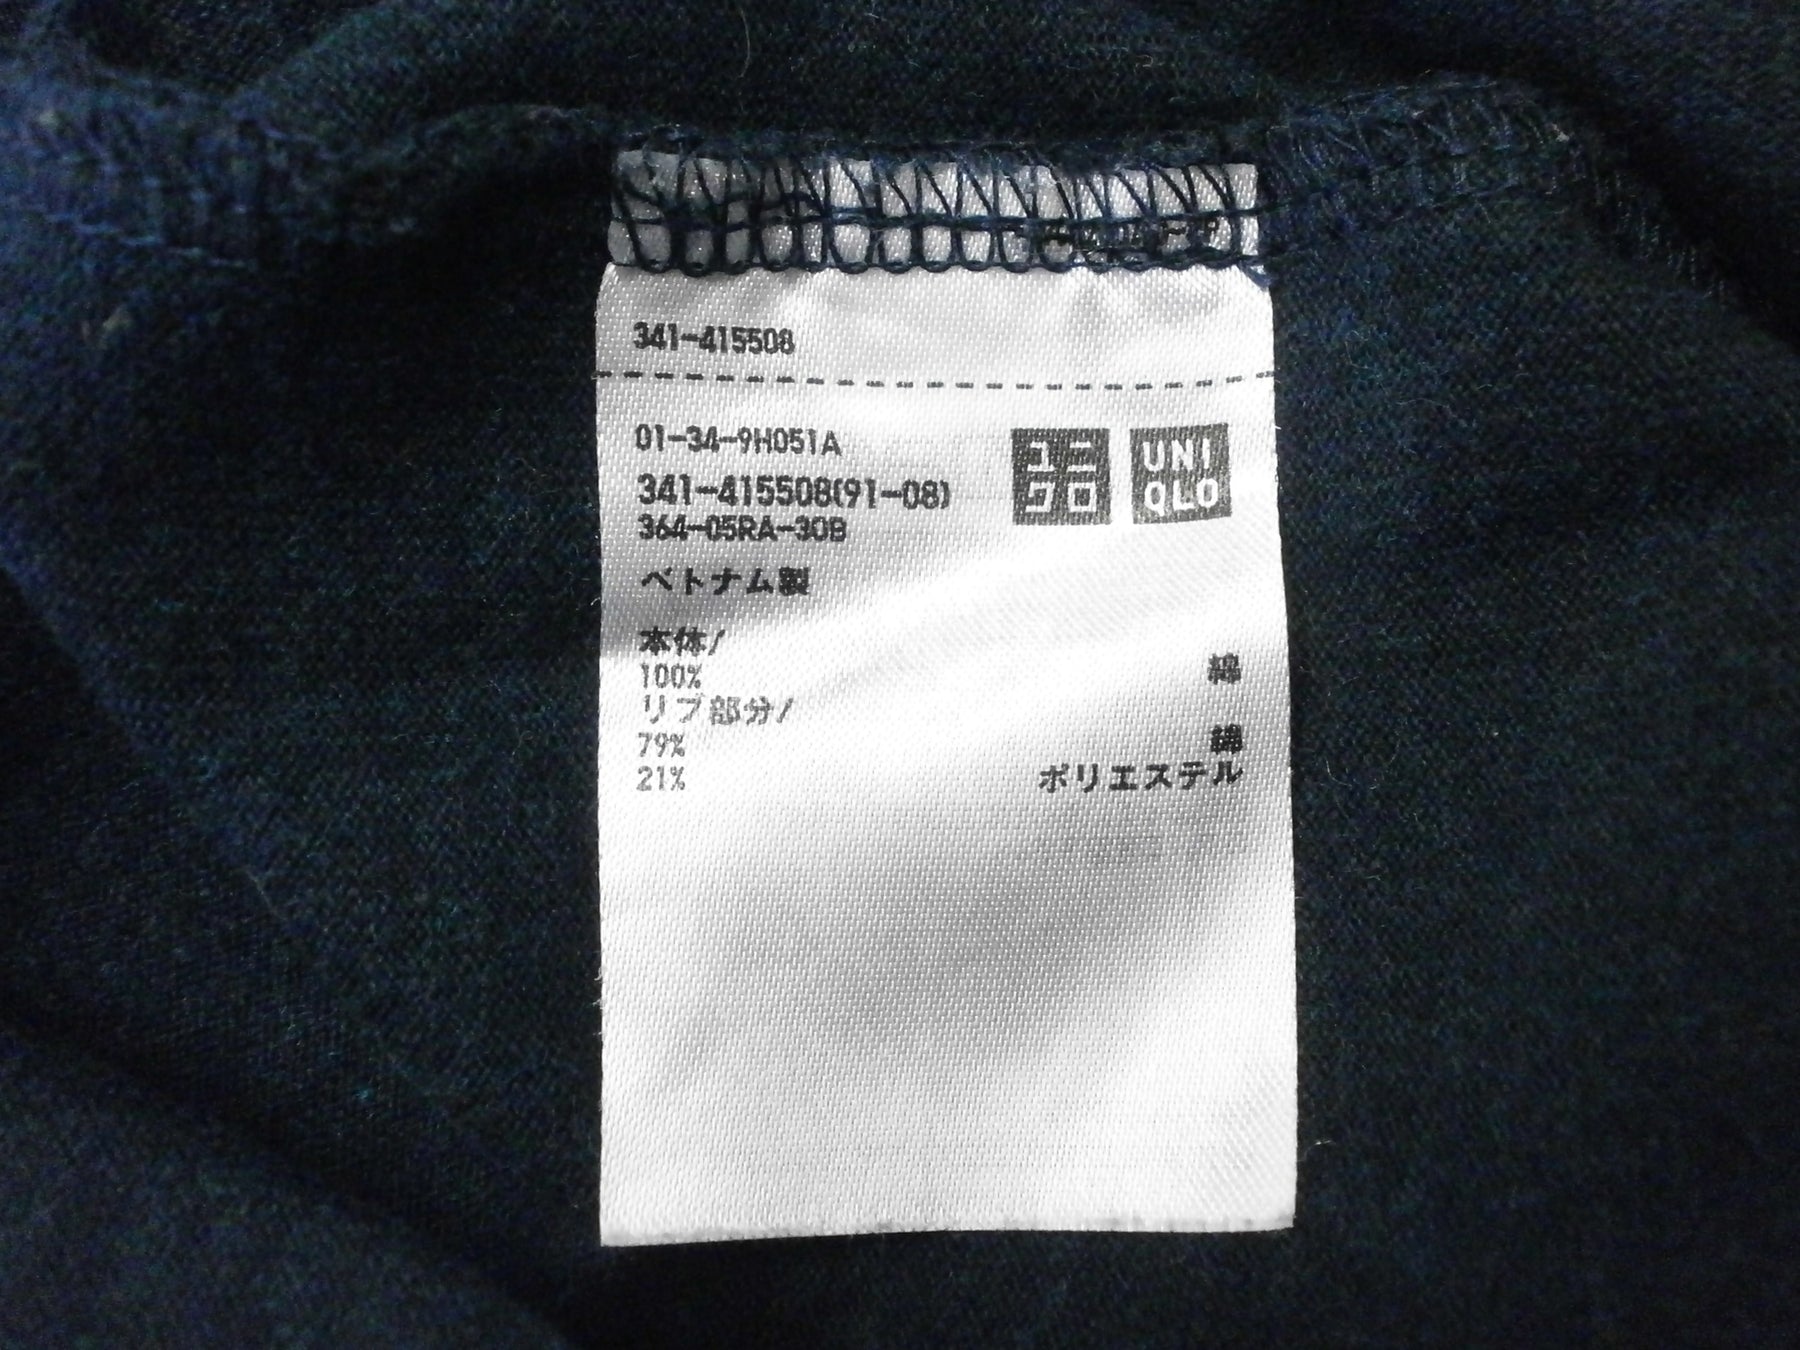 341-415508
01-34-9H051A
341-415508(91-08)
364-05RA-30B
ユニ
クロ
UNI
QLO
ベトナム製
本体/
100% 綿
リブ部分/
79% 綿
21% ポリエステル